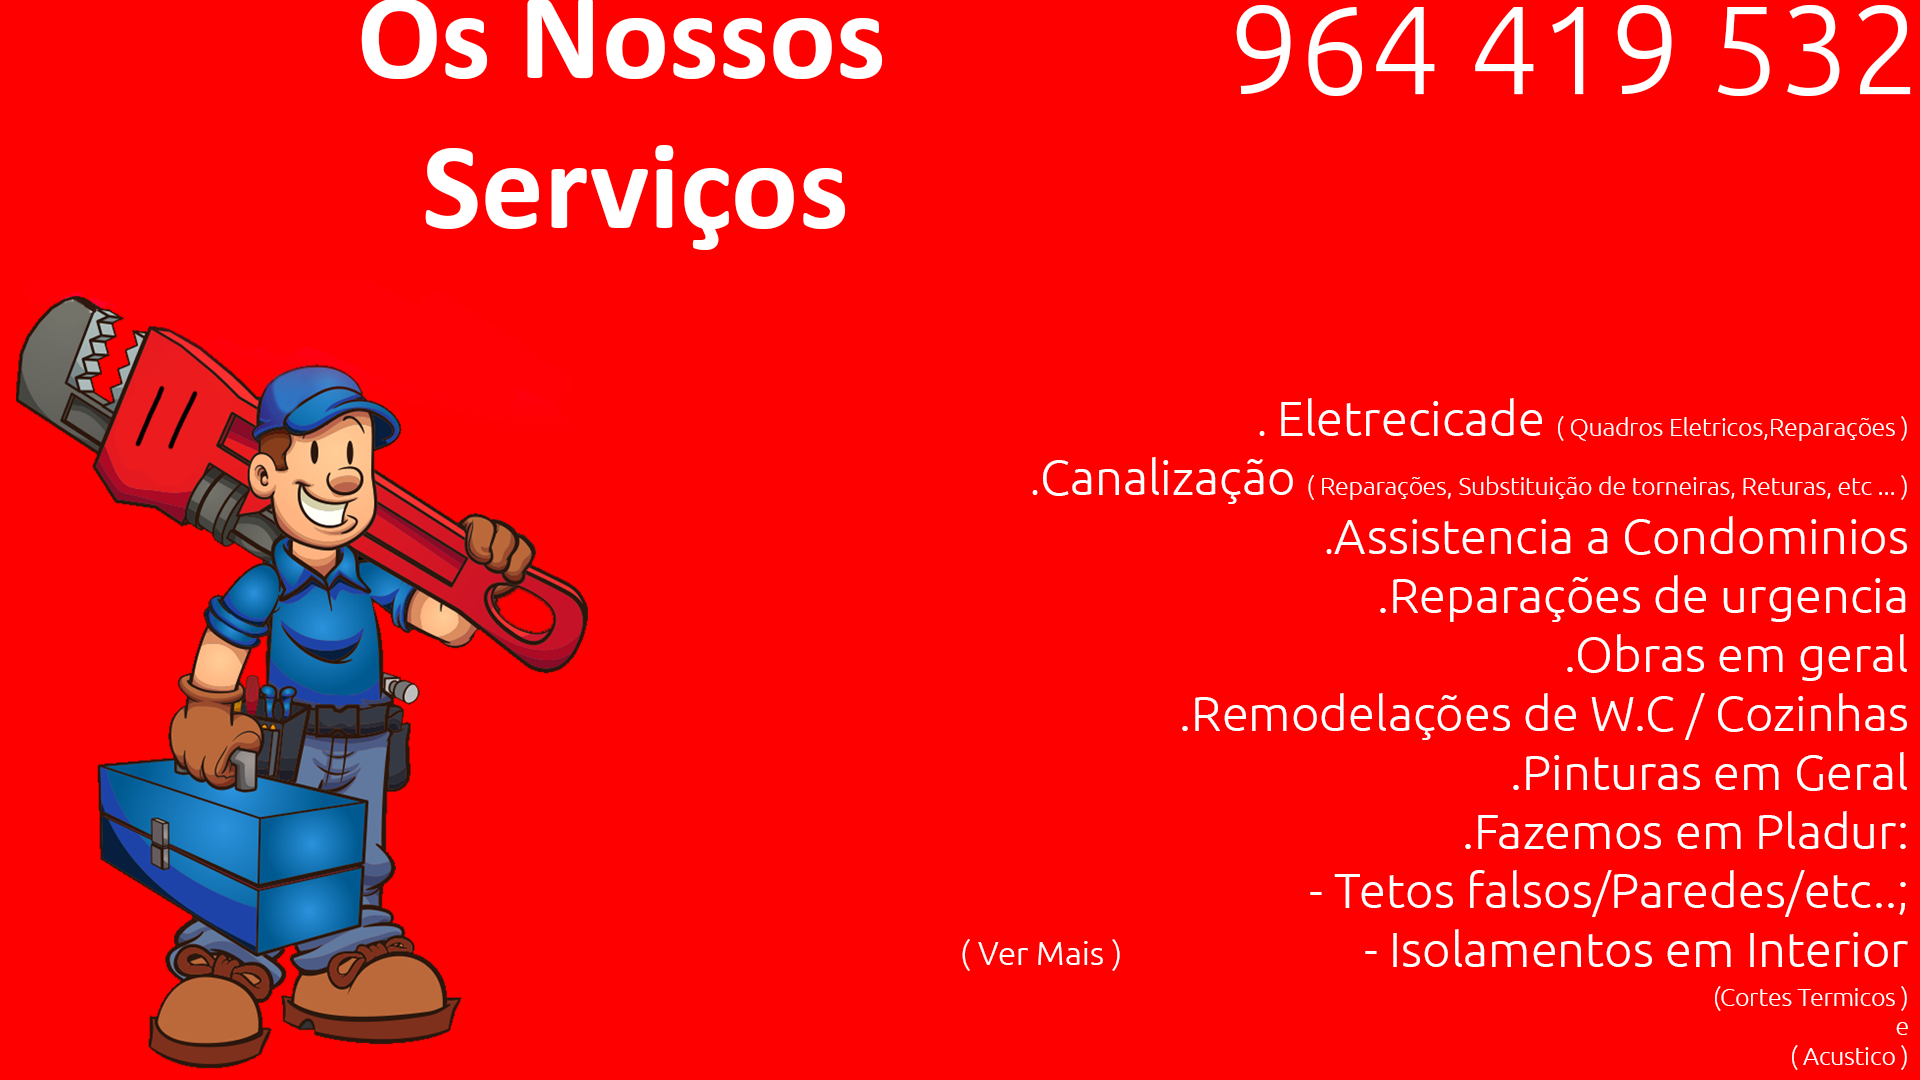 Os Nossos
Serviços
964 419 532
. Eletrecicade ( Quadros Eletricos,Reparações )
.Canalização ( Reparações, Substituição de torneiras, Returas, etc ... )
.Assistencia a Condominios
.Reparações de urgencia
.Obras em geral
.Remodelações de W.C / Cozinhas
.Pinturas em Geral
.Fazemos em Pladur:
- Tetos falsos/Paredes/etc..;
- Isolamentos em Interior
(Cortes Termicos )
e
( Acustico )
( Ver Mais )